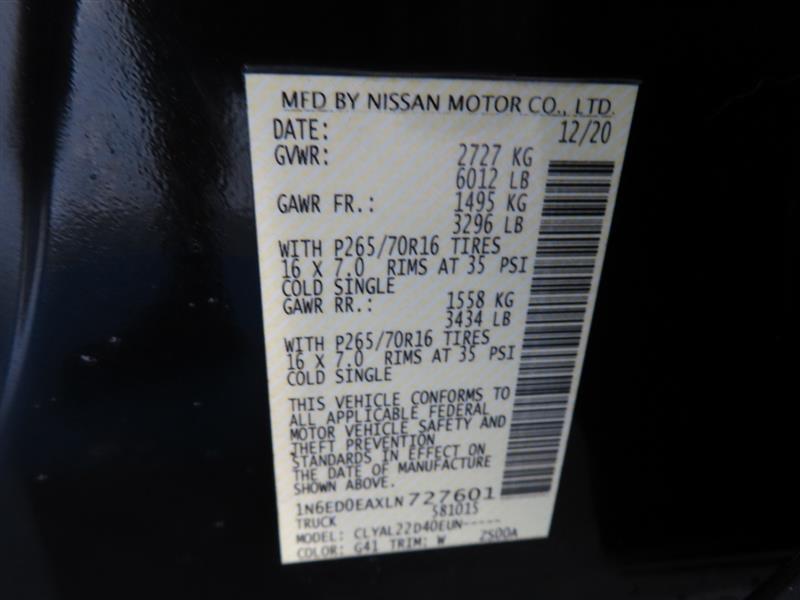 MFD BY NISSAN MOTOR CO., LTD.
DATE: 12/20
GVWR: 2727 KG
6012 LB
GAWR FR.: 1495 KG
3296 LB
WITH P265/70R16 TIRES
16 X 7.0 RIMS AT 35 PSI
COLD SINGLE
GAWR RR.: 1558 KG
3434 LB
WITH P265/70R16 TIRES
16 X 7.0 RIMS AT 35 PSI
COLD SINGLE
THIS VEHICLE CONFORMS TO
ALL APPLICABLE FEDERAL
MOTOR VEHICLE SAFETY AND
THEFT PREVENTION
STANDARDS IN EFFECT ON
THE DATE OF MANUFACTURE
SHOWN ABOVE.
1N6ED0EAXLN727601
TRUCK 581015
MODEL: CLYAL22D40EUN-----
COLOR: G41 TRIM: W 2S00A